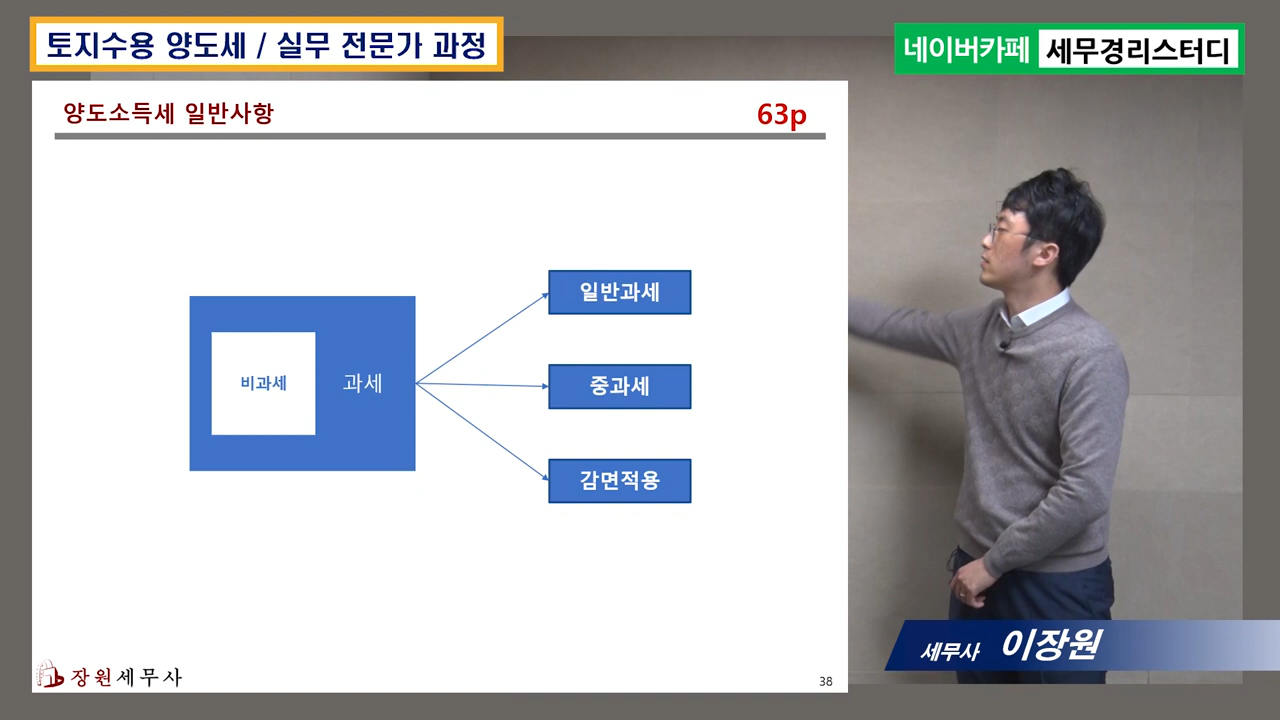 토지수용 양도세 / 실무 전문가 과정
네이버카페 세무경리스터디
양도소득세 일반사항
63p
일반과세
비과세
과세
중과세
감면적용
세무사 이장원
장원세무사
38